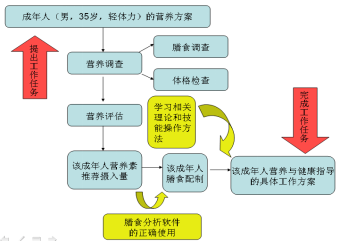 成年人（男，35岁，轻体力）的营养方案
提出工作
任务
营养调查
膳食调查
体格检查
营养评估
学习相关
理论和技
能操作方
法
完成工作
任务
该成年人营养素
推荐摄入量
该成年人
膳食配制
该成年人营养与健康指导
的具体工作方案
膳食分析软件
的正确使用